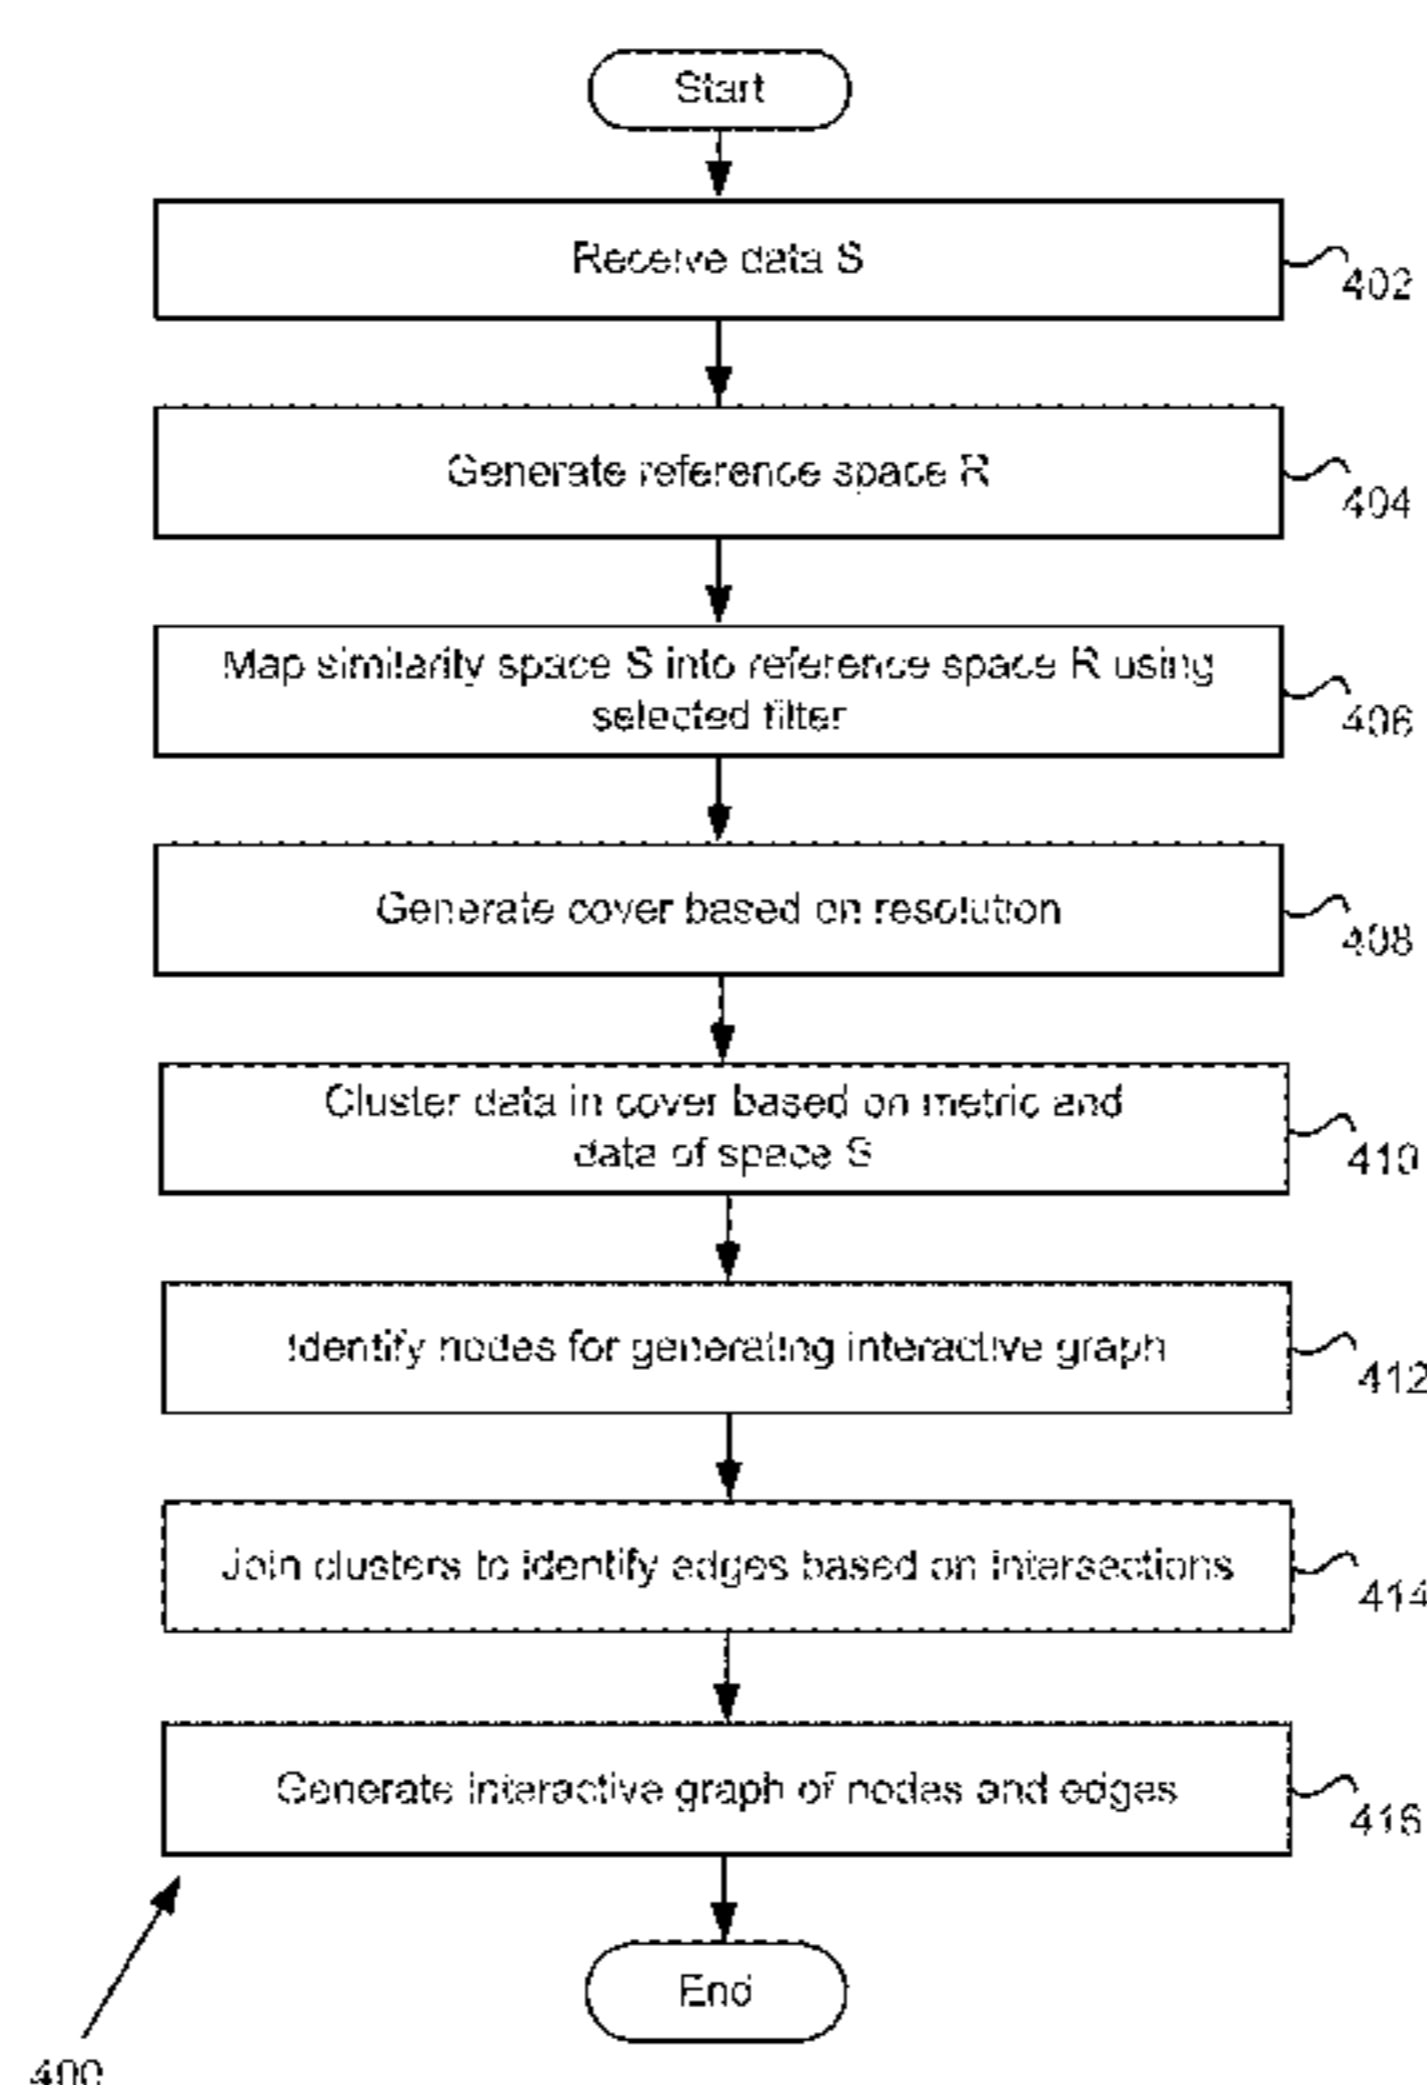 Start
Receive data S
402
Generate reference space R
404
Map similarity space S into reference space R using
selected filter
406
Generate cover based on resolution
408
Cluster data in cover based on metric and
data of space S
410
Identify nodes for generating interactive graph
412
Join clusters to identify edges based on intersections
414
Generate interactive graph of nodes and edges
416
End
400